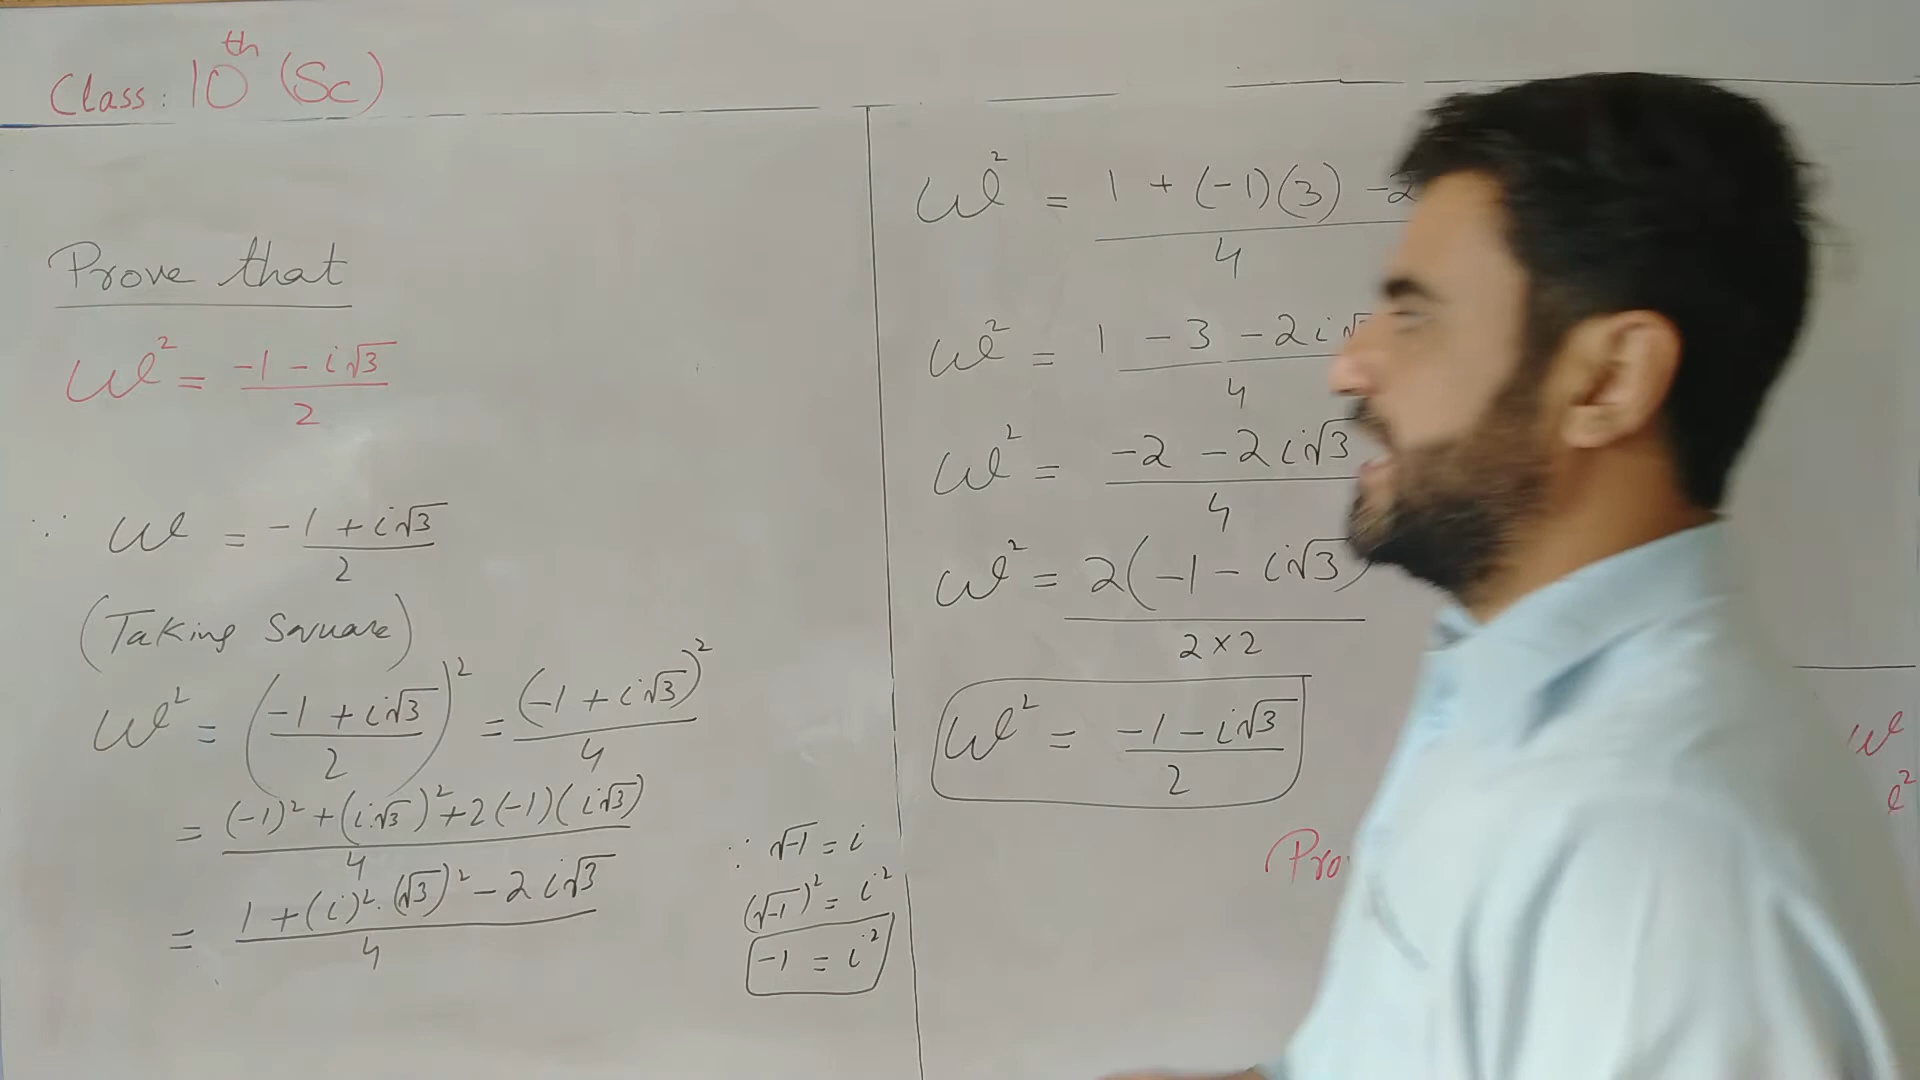 Class: 10th (Sc)
Prove that
ω² = (-1 - i√3)/2
∵ ω = (-1 + i√3)/2
(Taking Square)
ω² = ((-1 + i√3)/2)² = (-1 + i√3)²/4
= ((-1)² + (i√3)² + 2(-1)(i√3))/4
= (1 + (i)².(√3)² - 2i√3)/4
∵ √-1 = i
(√-1)² = i²
-1 = i²
ω² = 1 + (-1)(3) -2 / 4
ω² = 1 - 3 - 2i√ / 4
ω² = (-2 - 2i√3)/4
ω² = 2(-1 - i√3)/(2×2)
ω² = (-1 - i√3)/2